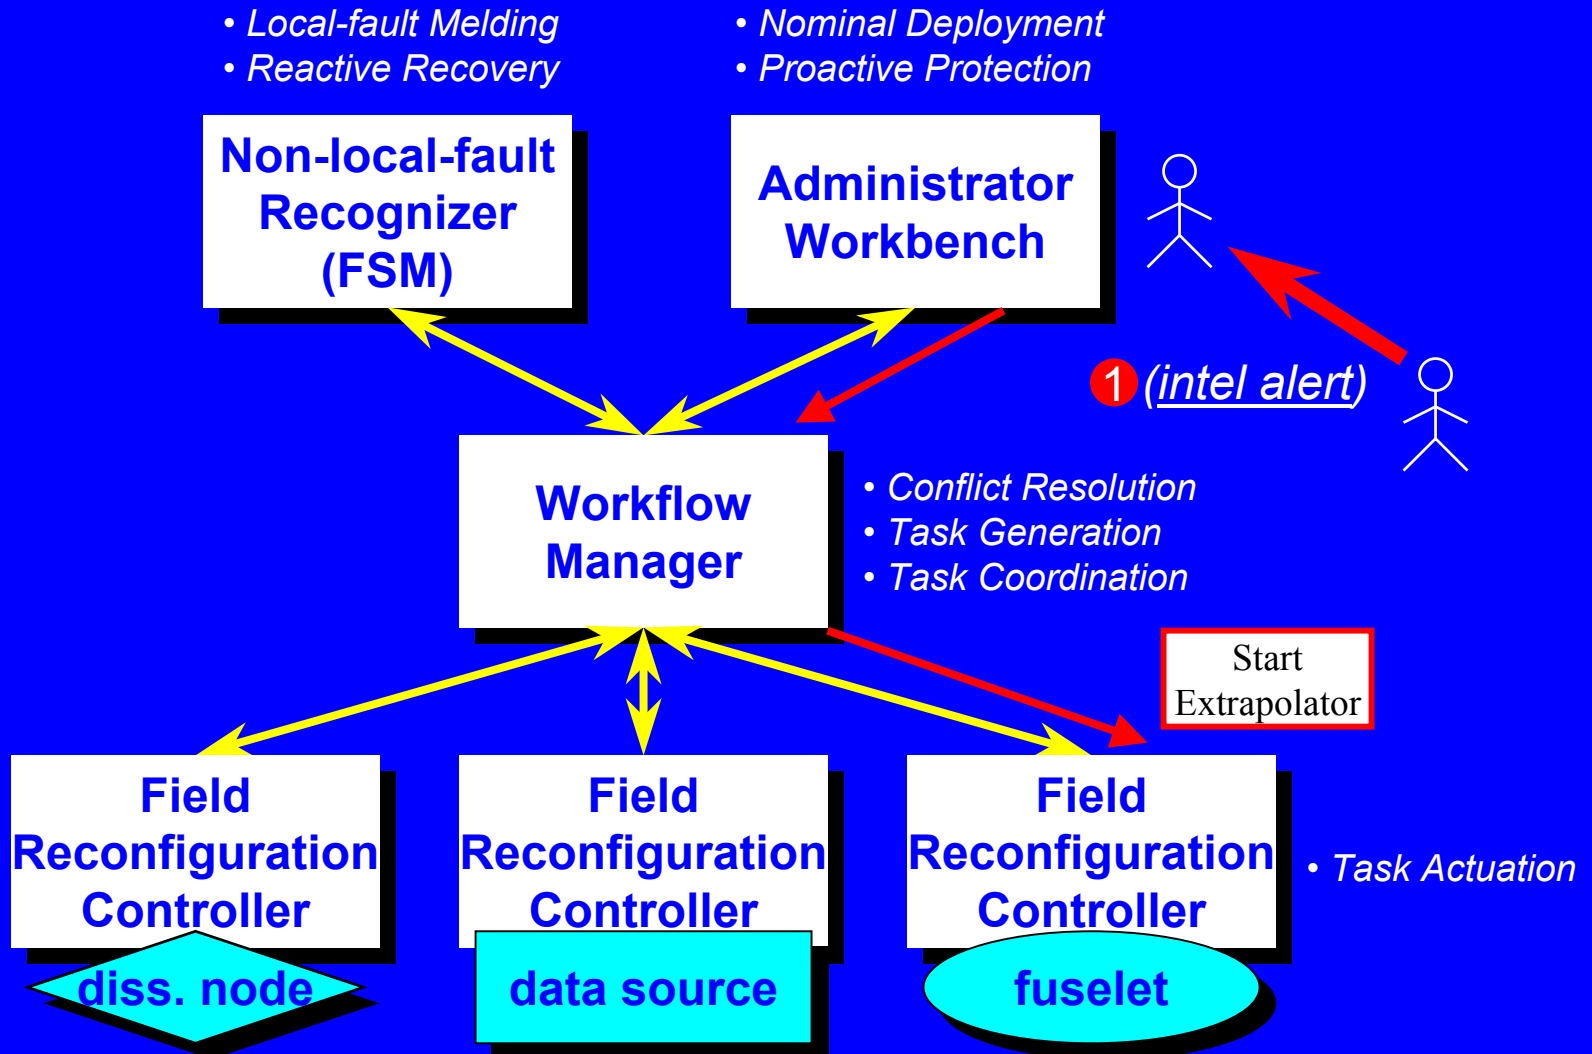 • Local-fault Melding
• Reactive Recovery
• Nominal Deployment
• Proactive Protection
Non-local-fault
Recognizer
(FSM)
Administrator
Workbench
1 (intel alert)
Workflow
Manager
• Conflict Resolution
• Task Generation
• Task Coordination
Start
Extrapolator
Field
Reconfiguration
Controller
diss. node
Field
Reconfiguration
Controller
data source
Field
Reconfiguration
Controller
fuselet
• Task Actuation